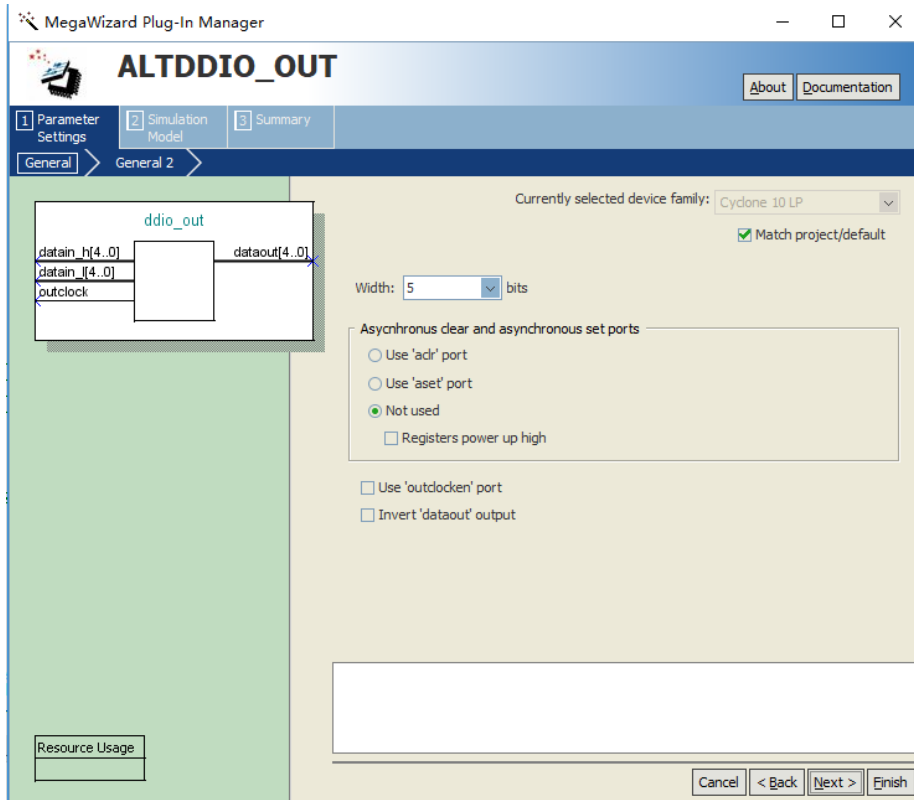 MegaWizard Plug-In Manager
ALTDDIO_OUT
About
Documentation
1 Parameter Settings
2 Simulation Model
3 Summary
General
General 2
Currently selected device family: Cyclone 10 LP
Match project/default
ddio_out
datain_h[4..0]
dataout[4..0]
datain_l[4..0]
outclock
Width: 5 bits
Asycnhronus clear and asynchronous set ports
Use 'aclr' port
Use 'aset' port
Not used
Registers power up high
Use 'outclocken' port
Invert 'dataout' output
Resource Usage
Cancel
< Back
Next >
Finish